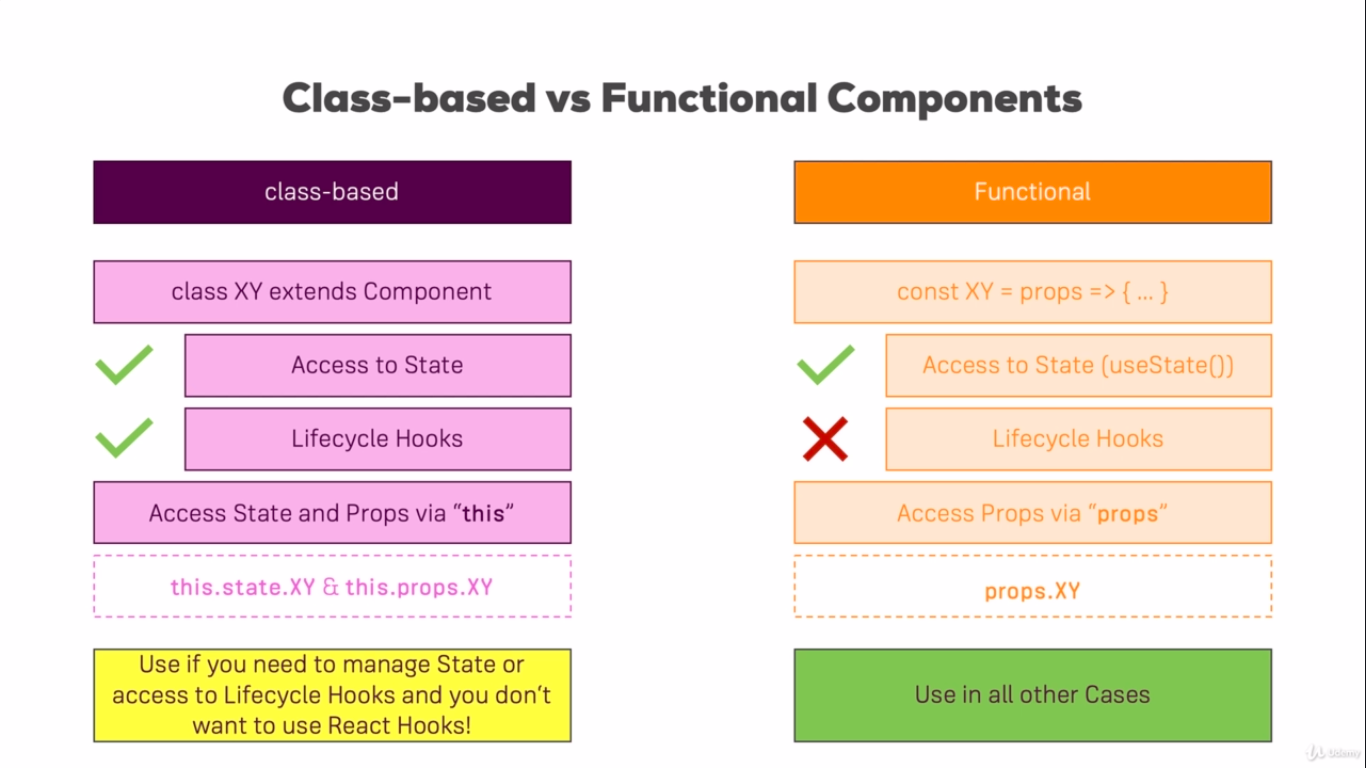 Class-based vs Functional Components
class-based
Functional
class XY extends Component
const XY = props => { ... }
Access to State
Access to State (useState())
Lifecycle Hooks
Lifecycle Hooks
Access State and Props via “this”
Access Props via “props”
this.state.XY & this.props.XY
props.XY
Use if you need to manage State or
access to Lifecycle Hooks and you don’t
want to use React Hooks!
Use in all other Cases
Udemy